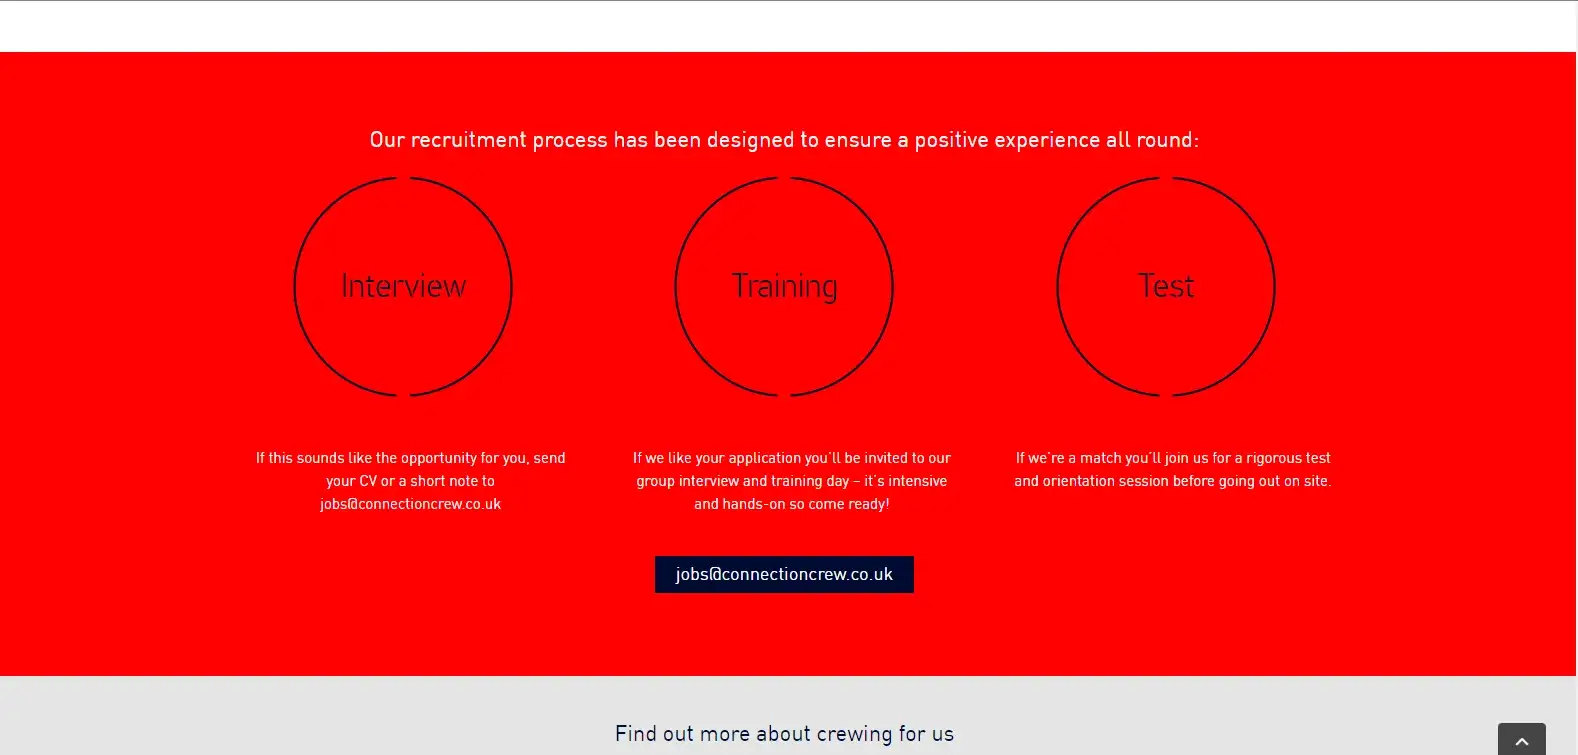 Our recruitment process has been designed to ensure a positive experience all round:
Interview
Training
Test
If this sounds like the opportunity for you, send
your CV or a short note to
jobs@connectioncrew.co.uk
If we like your application you'll be invited to our
group interview and training day – it's intensive
and hands-on so come ready!
If we're a match you'll join us for a rigorous test
and orientation session before going out on site.
jobs@connectioncrew.co.uk
Find out more about crewing for us